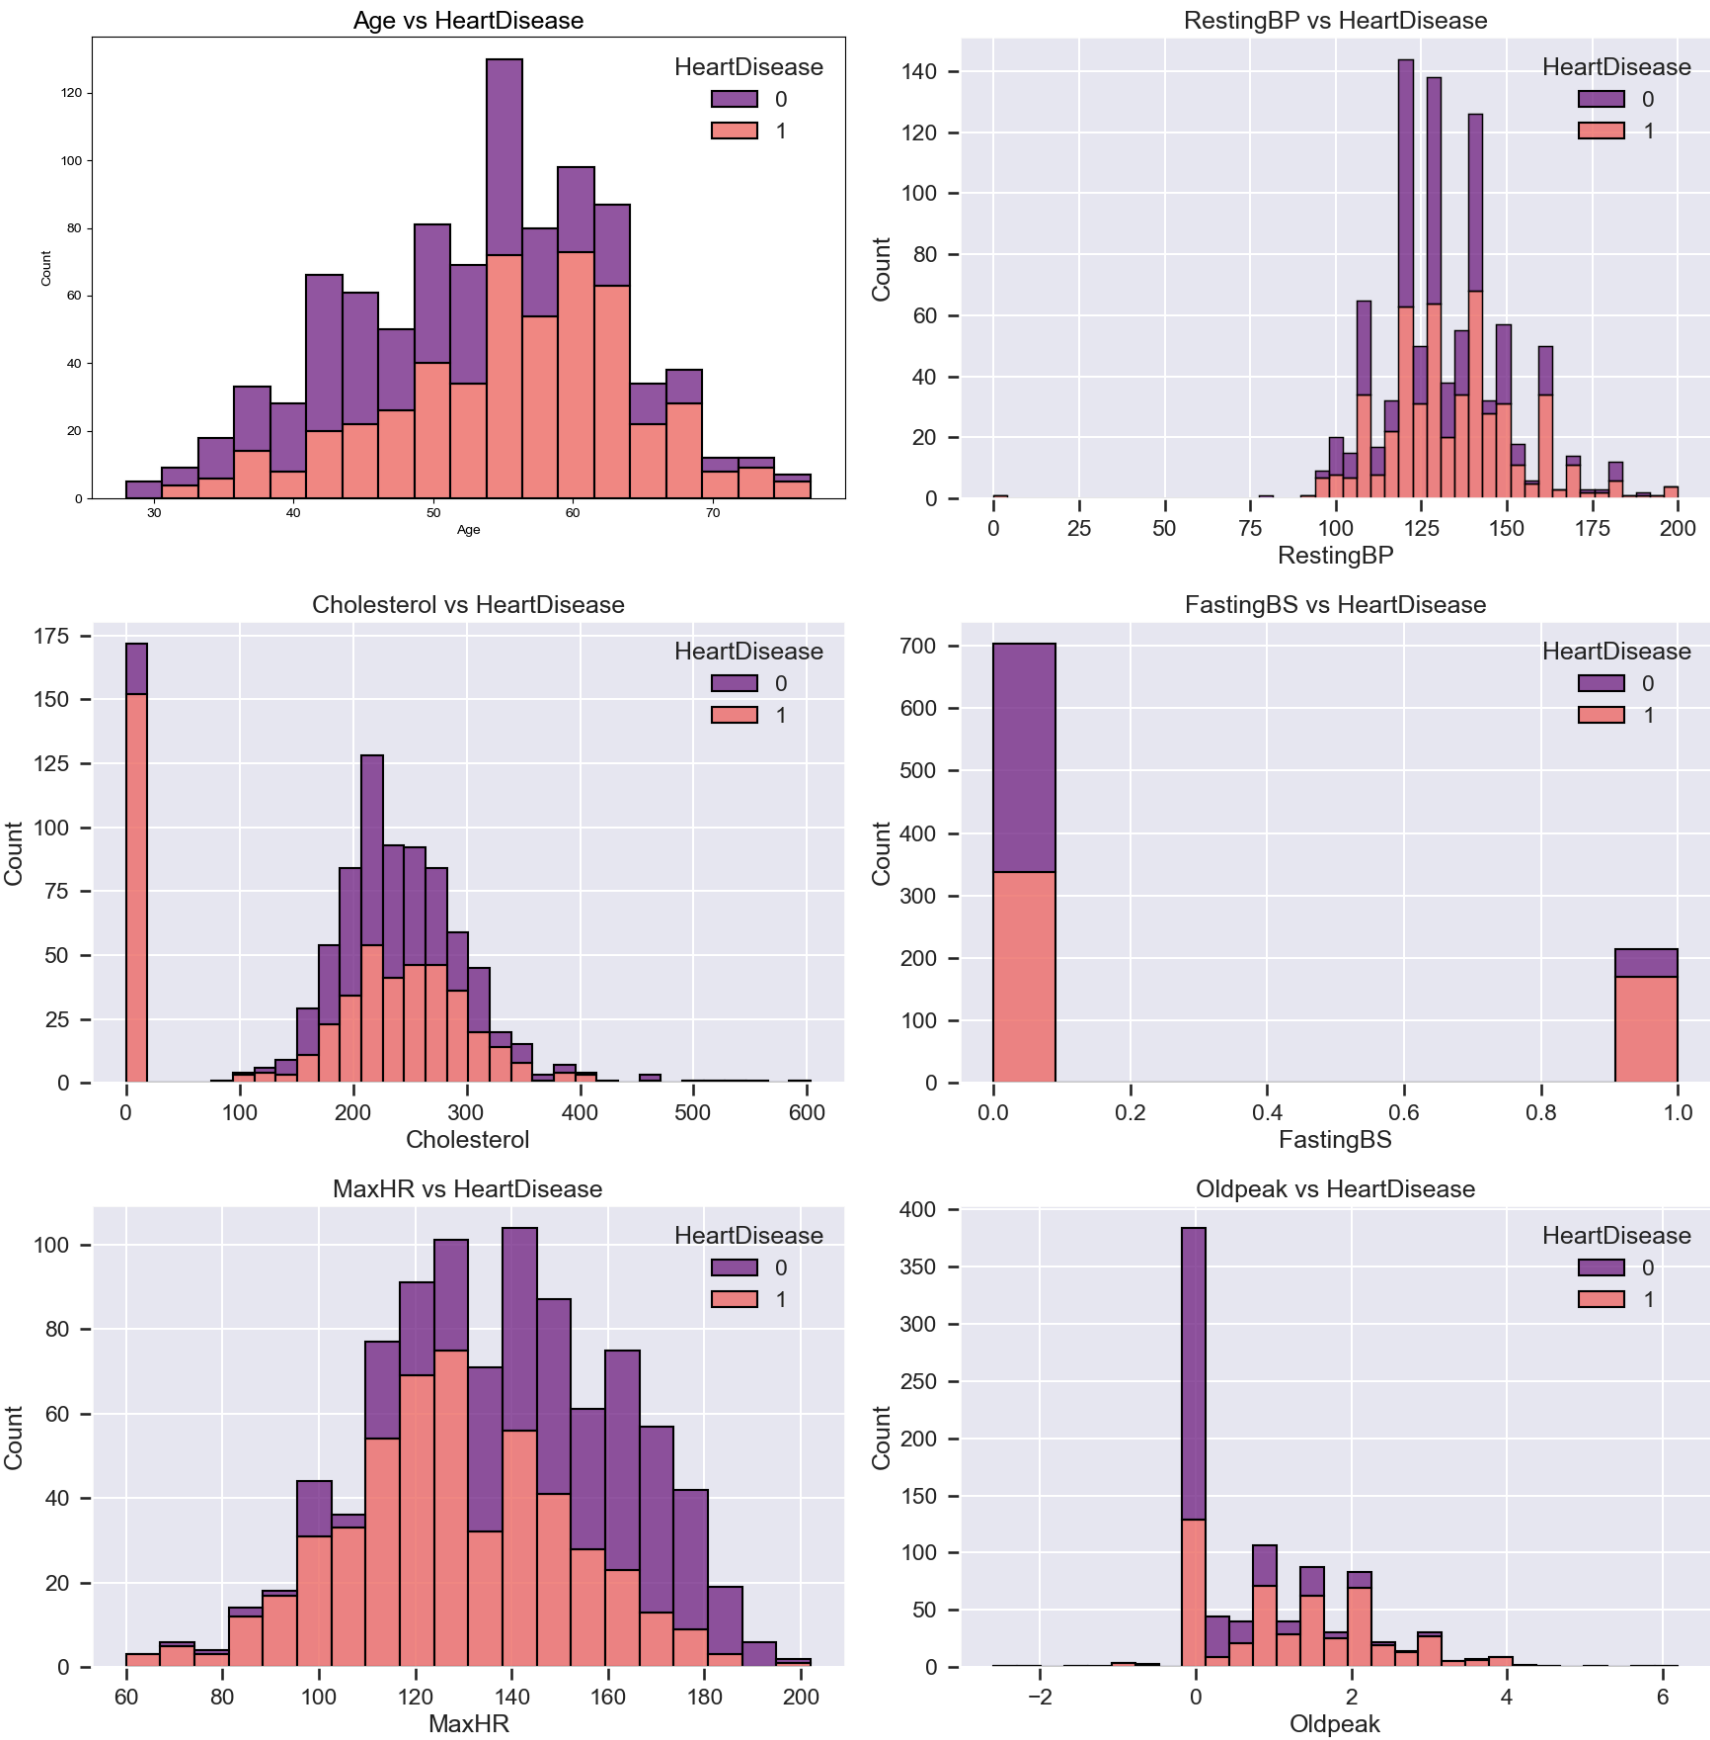 Age vs HeartDisease
HeartDisease
0
1
120
100
80
60
40
20
0
Count
30 40 50 60 70
Age
RestingBP vs HeartDisease
HeartDisease
0
1
140
120
100
80
60
40
20
0
Count
0 25 50 75 100 125 150 175 200
RestingBP
Cholesterol vs HeartDisease
HeartDisease
0
1
175
150
125
100
75
50
25
0
Count
0 100 200 300 400 500 600
Cholesterol
FastingBS vs HeartDisease
HeartDisease
0
1
700
600
500
400
300
200
100
0
Count
0.0 0.2 0.4 0.6 0.8 1.0
FastingBS
MaxHR vs HeartDisease
HeartDisease
0
1
100
80
60
40
20
0
Count
60 80 100 120 140 160 180 200
MaxHR
Oldpeak vs HeartDisease
HeartDisease
0
1
400
350
300
250
200
150
100
50
0
Count
−2 0 2 4 6
Oldpeak